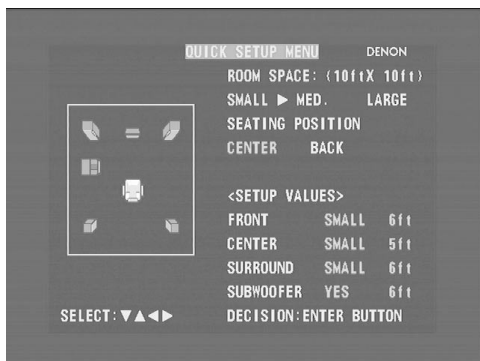 QUICK SETUP MENU DENON
ROOM SPACE: (10ftX 10ft)
SMALL ▶ MED. LARGE
SEATING POSITION
CENTER BACK
<SETUP VALUES>
FRONT SMALL 6ft
CENTER SMALL 5ft
SURROUND SMALL 6ft
SUBWOOFER YES 6ft
SELECT:▼▲◀▶ DECISION:ENTER BUTTON